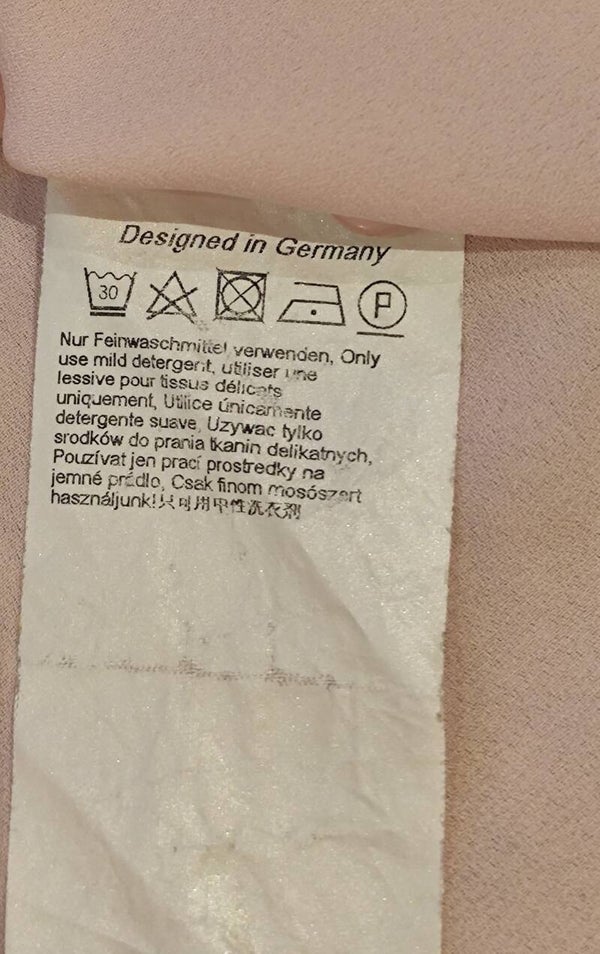 Designed in Germany
30 P
Nur Feinwaschmittel verwenden, Only
use mild detergent, utiliser une
lessive pour tissus délicats
uniquement, Utilice únicamente
detergente suave, Uzywac tylko
srodków do prania tkanin delikatnych,
Pouzívat jen prací prostredky na
jemné prádlo, Csak finom mosószert
használjunk!只可用中性洗衣剂